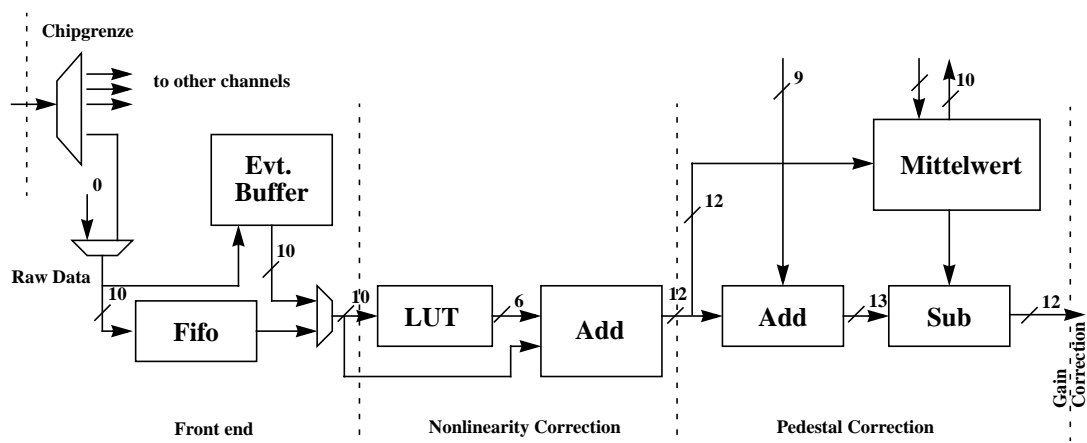 Chipgrenze
to other channels
9
10
0
Evt.
Buffer
Mittelwert
12
10
Raw Data
10
Fifo
10
LUT
6
Add
12
Add
13
Sub
12
Gain
Correction
Front end
Nonlinearity Correction
Pedestal Correction